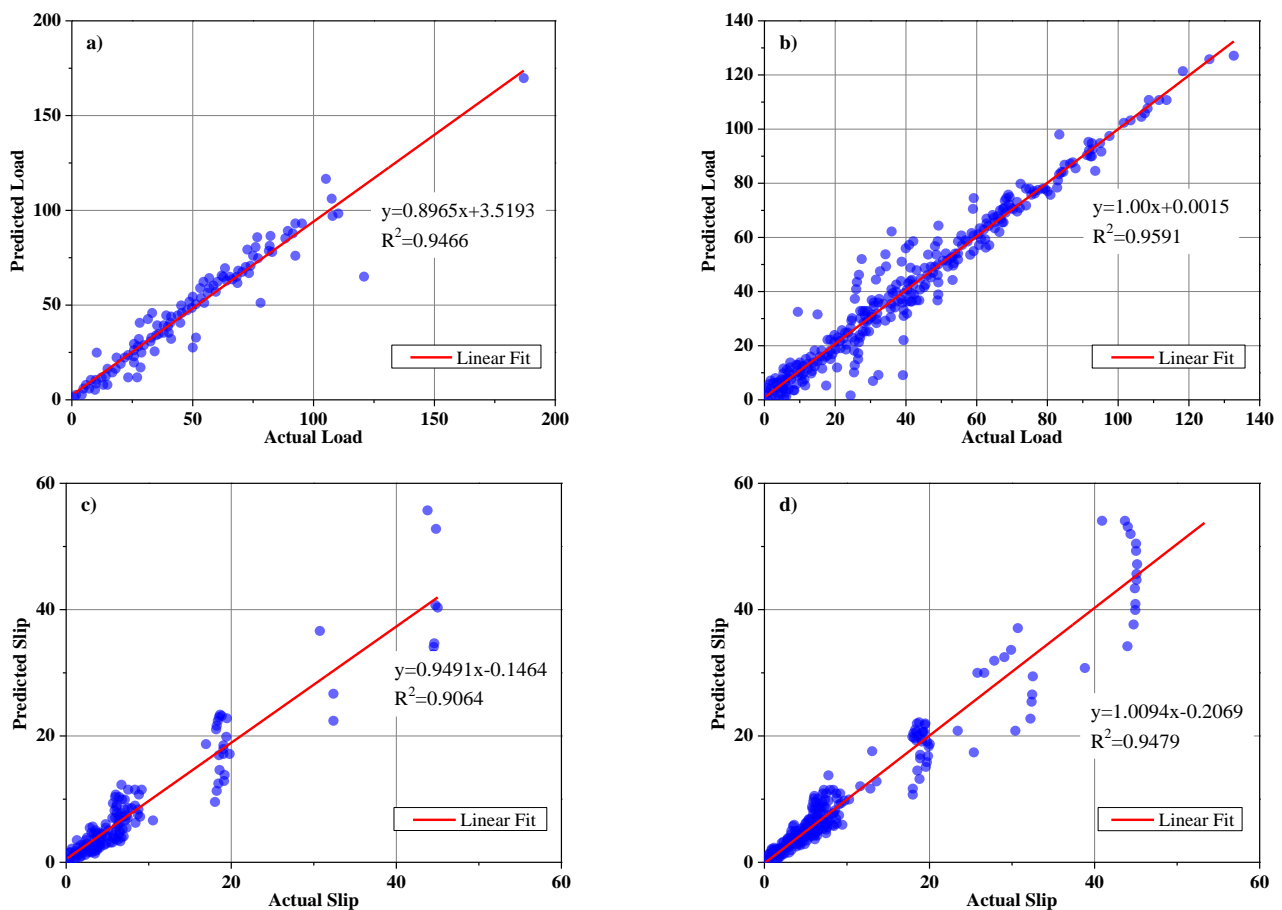 a)
200
150
100
50
0
Predicted Load
y=0.8965x+3.5193
R²=0.9466
Linear Fit
0 50 100 150 200
Actual Load
b)
140
120
100
80
60
40
20
0
Predicted Load
y=1.00x+0.0015
R²=0.9591
Linear Fit
0 20 40 60 80 100 120 140
Actual Load
c)
60
40
20
0
Predicted Slip
y=0.9491x-0.1464
R²=0.9064
Linear Fit
0 20 40 60
Actual Slip
d)
60
40
20
0
Predicted Slip
y=1.0094x-0.2069
R²=0.9479
Linear Fit
0 20 40 60
Actual Slip